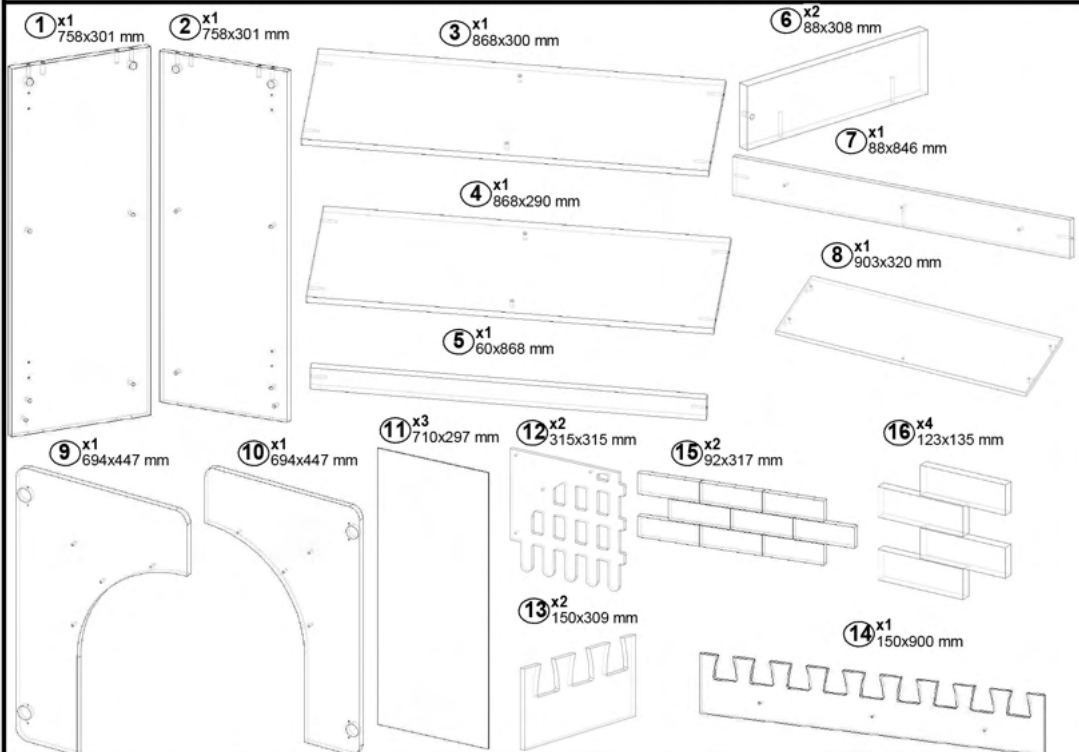 1 x1
758x301 mm
2 x1
758x301 mm
3 x1
868x300 mm
6 x2
88x308 mm
7 x1
88x846 mm
4 x1
868x290 mm
8 x1
903x320 mm
5 x1
60x868 mm
9 x1
694x447 mm
10 x1
694x447 mm
11 x3
710x297 mm
12 x2
315x315 mm
15 x2
92x317 mm
16 x4
123x135 mm
13 x2
150x309 mm
14 x1
150x900 mm